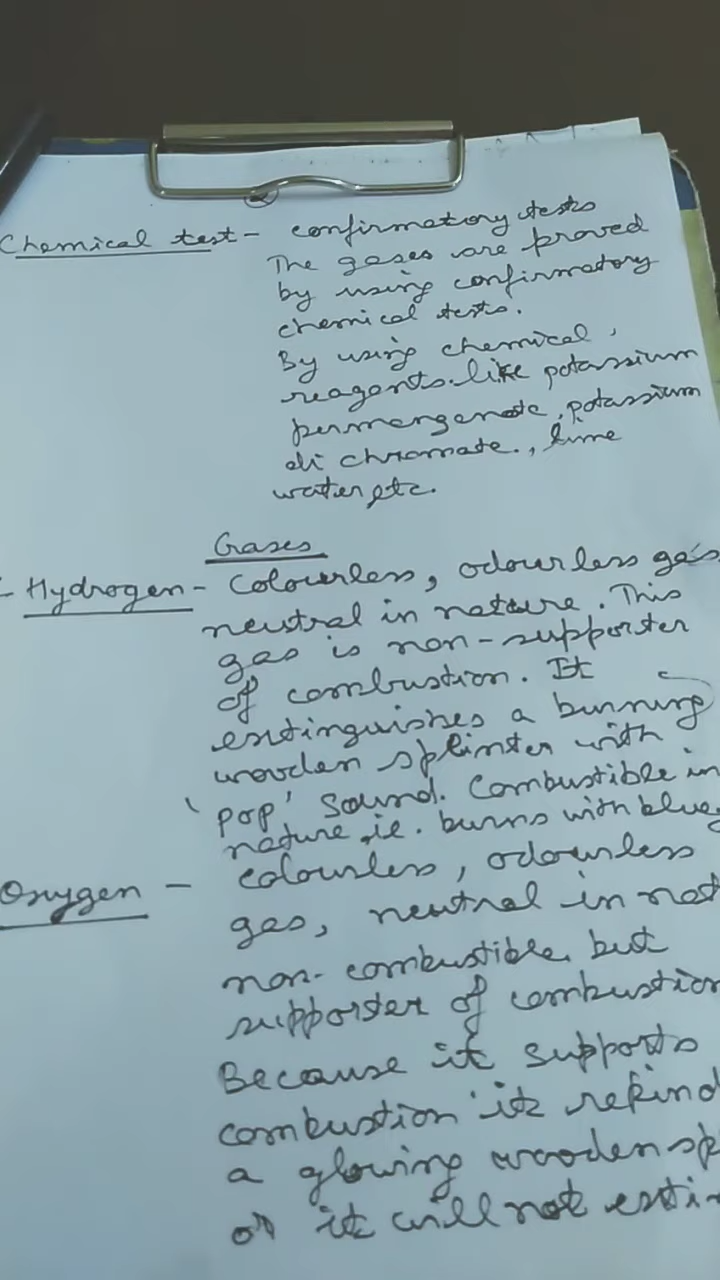 Chemical test - confirmatory tests
The gases are proved
by using confirmatory
chemical tests.
By using chemical
reagents. like potassium
permangenate, potassium
di chromate., lime
water, etc.
Gases
- Hydrogen - Colourless, odourless gas
neutral in nature. This
gas is non-supporter
of combustion. It
extinguishes a burning
wooden splinter with
'pop' sound. Combustible in
nature, ie. burns with blue
Oxygen - colourless, odourless
gas, neutral in nat
non-combustible but
supporter of combustion
Because it supports
combustion it rekind
a glowing wooden spl
or it will not exti